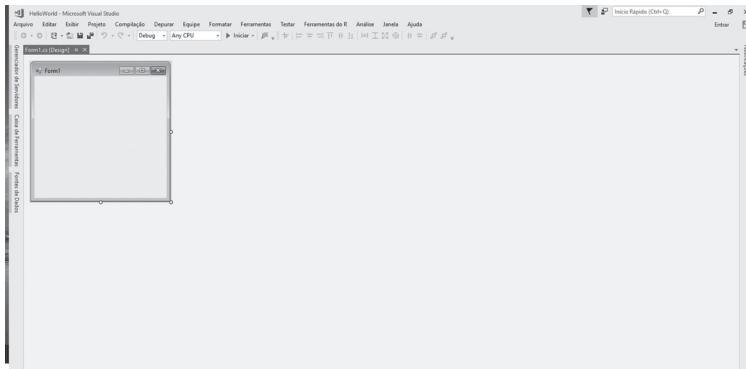 HelloWorld - Microsoft Visual Studio
Início Rápido (Ctrl+Q)
Arquivo Editar Exibir Projeto Compilação Depurar Equipe Formatar Ferramentas Testar Ferramentas do R Análise Janela Ajuda
Entrar
Debug Any CPU Iniciar
Form1.cs [Design]
Gerenciador de Servidores
Caixa de Ferramentas
Fontes de Dados
Form1